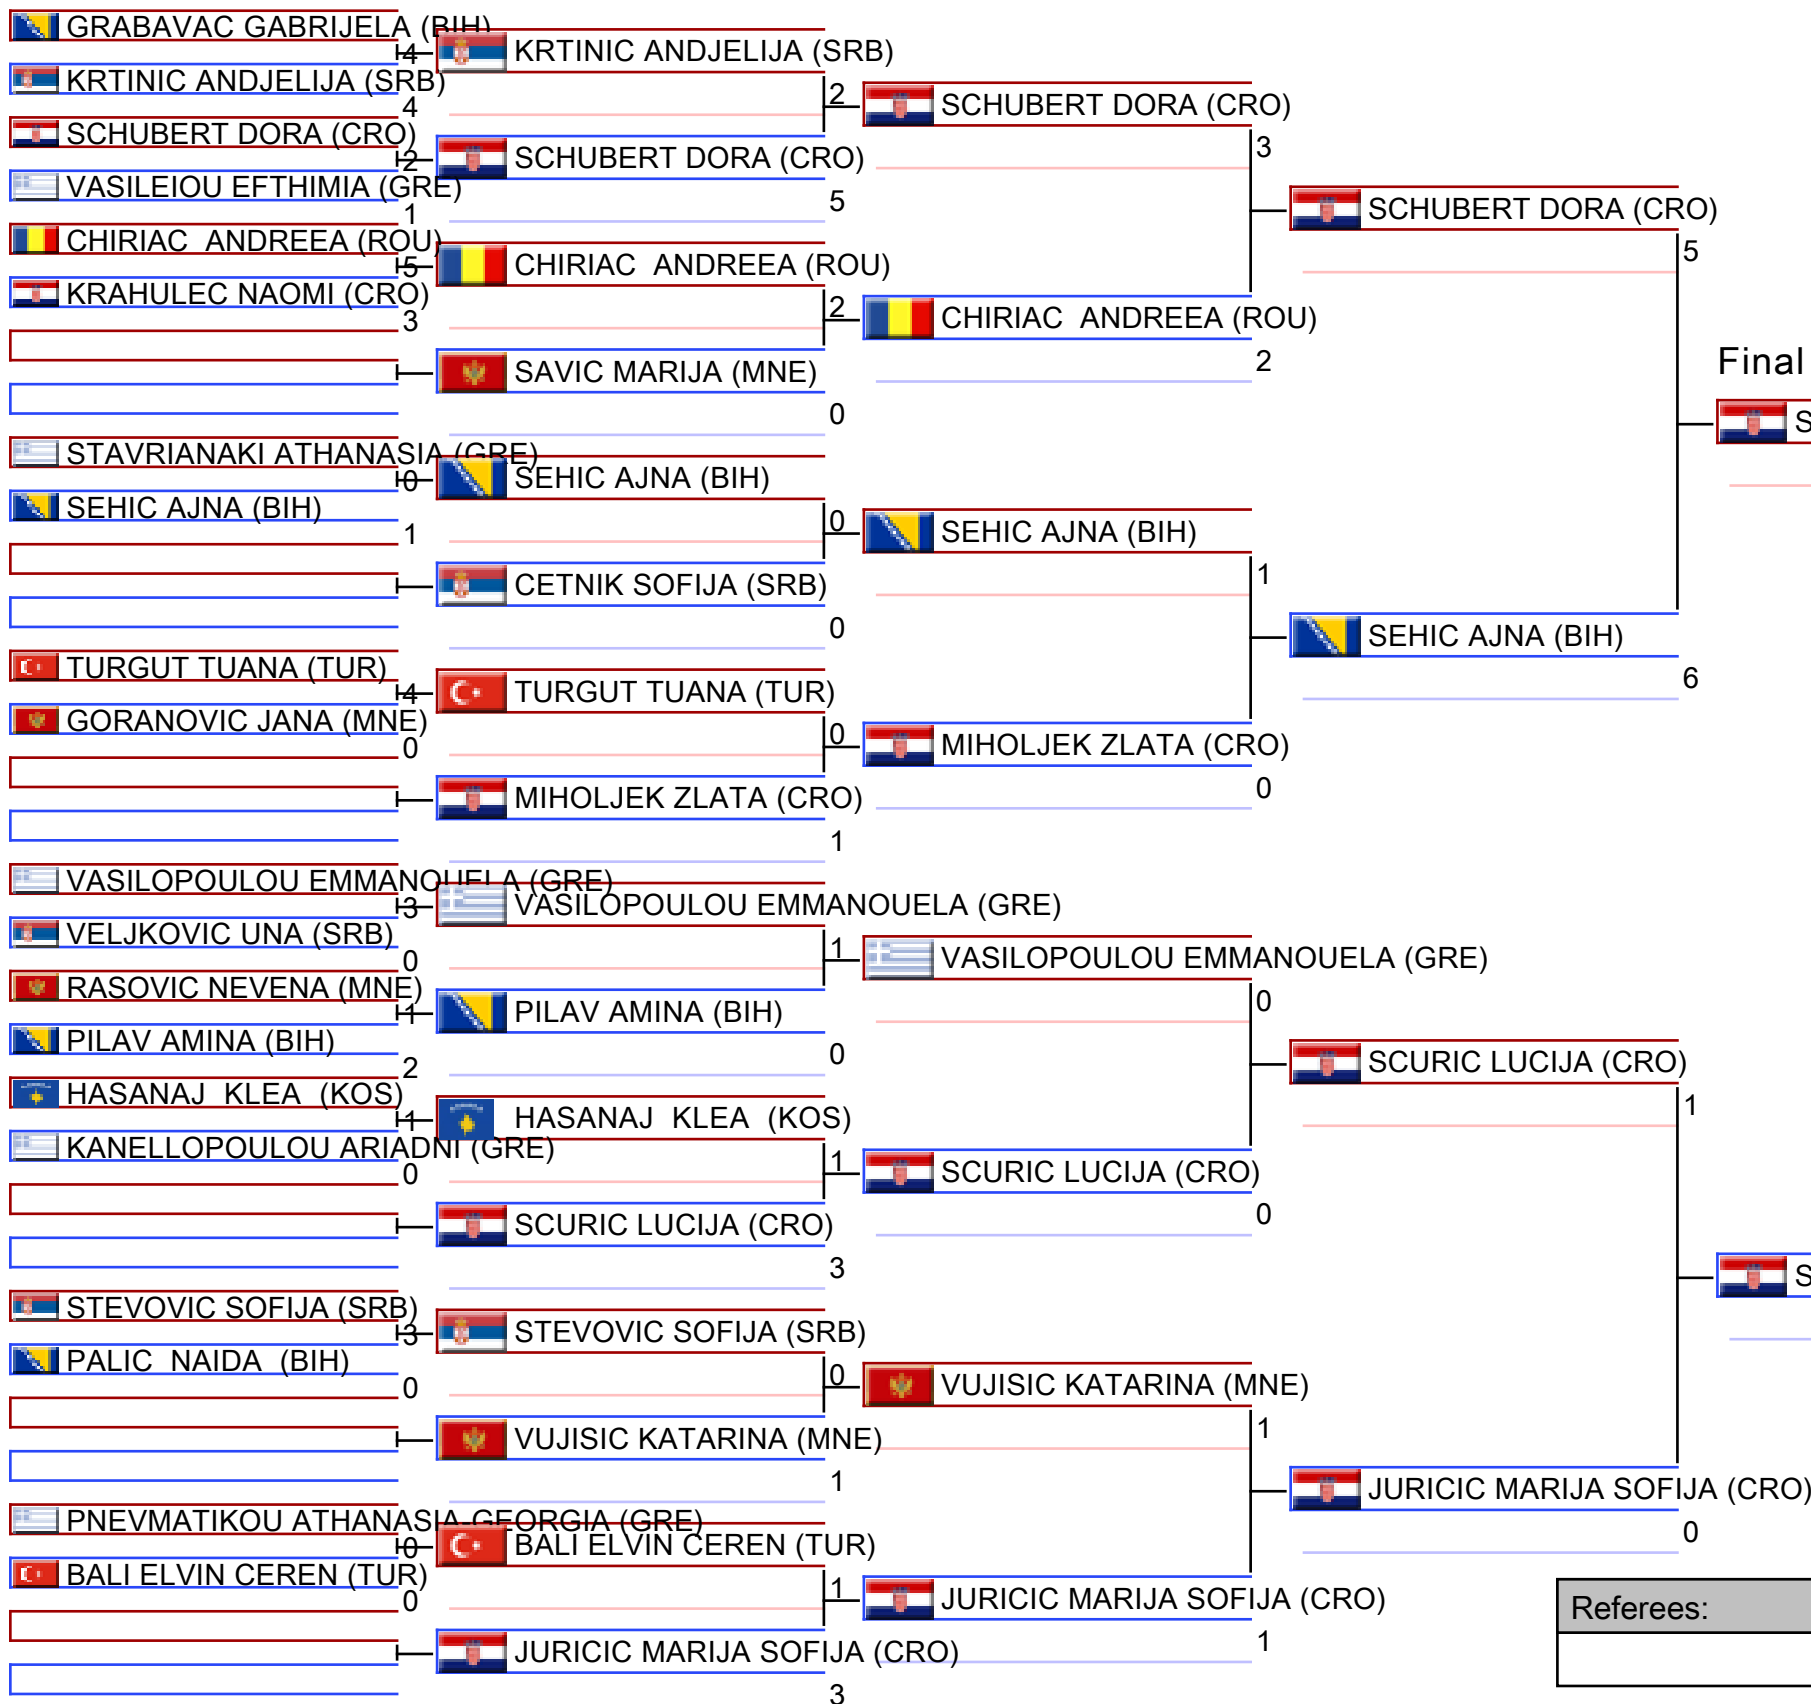 GRABAVAC GABRIJELA (BIH)
4
KRTINIC ANDJELIJA (SRB)
4
SCHUBERT DORA (CRO)
2
VASILEIOU EFTHIMIA (GRE)
1
CHIRIAC ANDREEA (ROU)
5
KRAHULEC NAOMI (CRO)
3
STAVRIANAKI ATHANASIA (GRE)
0
SEHIC AJNA (BIH)
1
TURGUT TUANA (TUR)
4
GORANOVIC JANA (MNE)
0
VASILOPOULOU EMMANOUELA (GRE)
3
VELJKOVIC UNA (SRB)
0
RASOVIC NEVENA (MNE)
1
PILAV AMINA (BIH)
2
HASANAJ KLEA (KOS)
1
KANELLOPOULOU ARIADNI (GRE)
0
STEVOVIC SOFIJA (SRB)
3
PALIC NAIDA (BIH)
0
PNEVMATIKOU ATHANASIA-GEORGIA (GRE)
0
BALI ELVIN CEREN (TUR)
0
KRTINIC ANDJELIJA (SRB)
2
SCHUBERT DORA (CRO)
5
CHIRIAC ANDREEA (ROU)
2
SAVIC MARIJA (MNE)
0
SEHIC AJNA (BIH)
0
CETNIK SOFIJA (SRB)
0
TURGUT TUANA (TUR)
0
MIHOLJEK ZLATA (CRO)
1
VASILOPOULOU EMMANOUELA (GRE)
1
PILAV AMINA (BIH)
0
HASANAJ KLEA (KOS)
1
SCURIC LUCIJA (CRO)
3
STEVOVIC SOFIJA (SRB)
0
VUJISIC KATARINA (MNE)
1
BALI ELVIN CEREN (TUR)
1
JURICIC MARIJA SOFIJA (CRO)
3
SCHUBERT DORA (CRO)
3
CHIRIAC ANDREEA (ROU)
2
SEHIC AJNA (BIH)
1
MIHOLJEK ZLATA (CRO)
0
VASILOPOULOU EMMANOUELA (GRE)
0
SCURIC LUCIJA (CRO)
0
VUJISIC KATARINA (MNE)
1
JURICIC MARIJA SOFIJA (CRO)
1
SCHUBERT DORA (CRO)
5
SEHIC AJNA (BIH)
6
SCURIC LUCIJA (CRO)
1
JURICIC MARIJA SOFIJA (CRO)
0
Final
S
S
Referees: